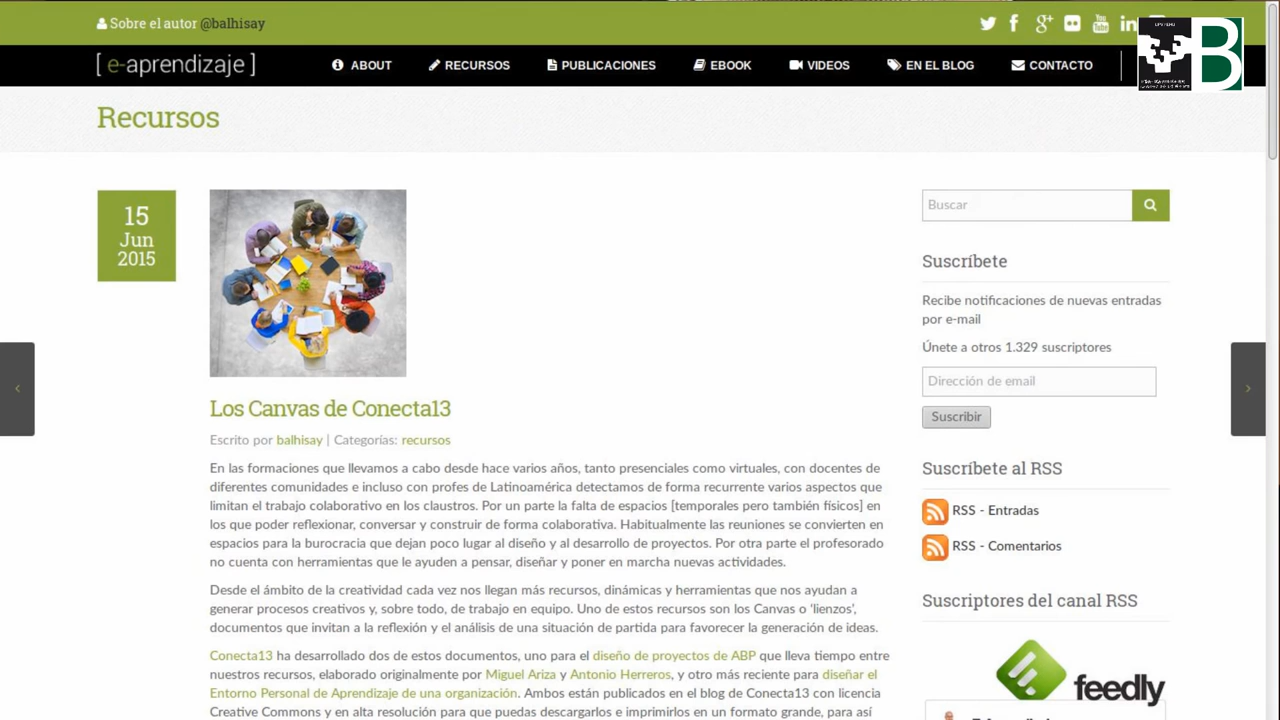 Sobre el autor @balhisay
[ e-aprendizaje ]
ABOUT
RECURSOS
PUBLICACIONES
EBOOK
VIDEOS
EN EL BLOG
CONTACTO
B
Recursos
15
Jun
2015
Los Canvas de Conecta13
Escrito por balhisay | Categorías: recursos
En las formaciones que llevamos a cabo desde hace varios años, tanto presenciales como virtuales, con docentes de
diferentes comunidades e incluso con profes de Latinoamérica detectamos de forma recurrente varios aspectos que
limitan el trabajo colaborativo en los claustros. Por un parte la falta de espacios [temporales pero también físicos] en
los que poder reflexionar, conversar y construir de forma colaborativa. Habitualmente las reuniones se convierten en
espacios para la burocracia que dejan poco lugar al diseño y al desarrollo de proyectos. Por otra parte el profesorado
no cuenta con herramientas que le ayuden a pensar, diseñar y poner en marcha nuevas actividades.
Desde el ámbito de la creatividad cada vez nos llegan más recursos, dinámicas y herramientas que nos ayudan a
generar procesos creativos y, sobre todo, de trabajo en equipo. Uno de estos recursos son los Canvas o ‘lienzos’,
documentos que invitan a la reflexión y el análisis de una situación de partida para favorecer la generación de ideas.
Conecta13 ha desarrollado dos de estos documentos, uno para el diseño de proyectos de ABP que lleva tiempo entre
nuestros recursos, elaborado originalmente por Miguel Ariza y Antonio Herreros, y otro más reciente para diseñar el
Entorno Personal de Aprendizaje de una organización. Ambos están publicados en el blog de Conecta13 con licencia
Creative Commons y en alta resolución para que puedas descargarlos e imprimirlos en un formato grande, para así
Buscar
Suscríbete
Recibe notificaciones de nuevas entradas
por e-mail
Únete a otros 1.329 suscriptores
Dirección de email
Suscribir
Suscríbete al RSS
RSS - Entradas
RSS - Comentarios
Suscriptores del canal RSS
feedly